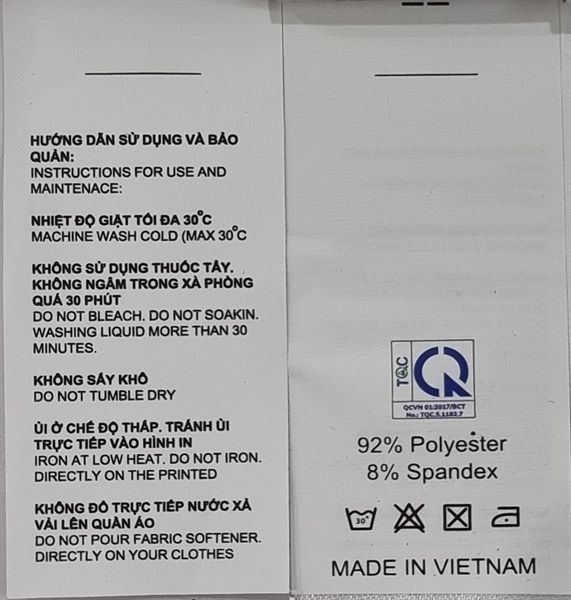 HƯỚNG DẪN SỬ DỤNG VÀ BẢO
QUẢN:
INSTRUCTIONS FOR USE AND
MAINTENACE:
NHIỆT ĐỘ GIẶT TỐI ĐA 30°C
MACHINE WASH COLD (MAX 30°C
KHÔNG SỬ DỤNG THUỐC TẨY.
KHÔNG NGÂM TRONG XÀ PHÒNG
QUÁ 30 PHÚT
DO NOT BLEACH. DO NOT SOAKIN.
WASHING LIQUID MORE THAN 30
MINUTES.
KHÔNG SẤY KHÔ
DO NOT TUMBLE DRY
ỦI Ở CHẾ ĐỘ THẤP. TRÁNH ỦI
TRỰC TIẾP VÀO HÌNH IN
IRON AT LOW HEAT. DO NOT IRON.
DIRECTLY ON THE PRINTED
KHÔNG ĐỔ TRỰC TIẾP NƯỚC XẢ
VẢI LÊN QUẦN ÁO
DO NOT POUR FABRIC SOFTENER.
DIRECTLY ON YOUR CLOTHES
TQC
QCVN 01:2017/BCT
No.: TQC.5.1182.7
92% Polyester
8% Spandex
30°
MADE IN VIETNAM